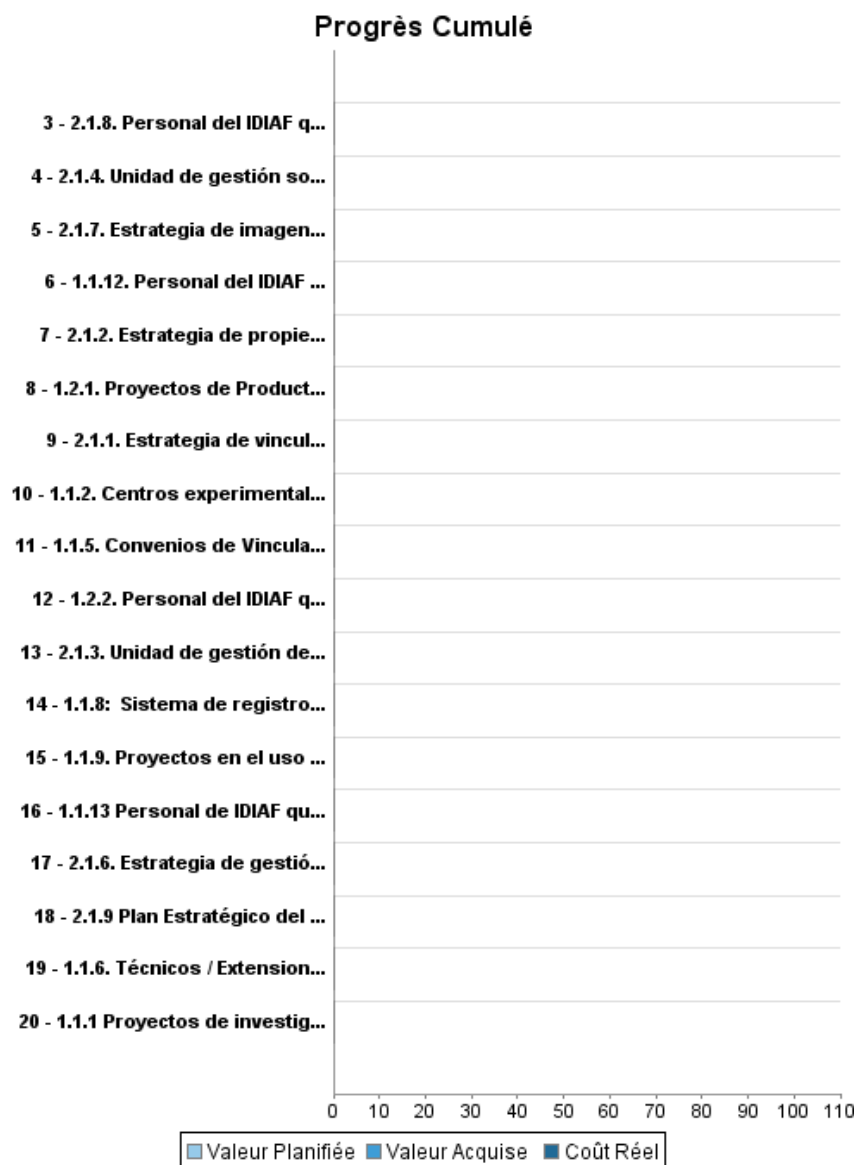 Progrès Cumulé
3 - 2.1.8. Personal del IDIAF q...
4 - 2.1.4. Unidad de gestión so...
5 - 2.1.7. Estrategia de imagen...
6 - 1.1.12. Personal del IDIAF ...
7 - 2.1.2. Estrategia de propie...
8 - 1.2.1. Proyectos de Product...
9 - 2.1.1. Estrategia de vincul...
10 - 1.1.2. Centros experimental...
11 - 1.1.5. Convenios de Vincula...
12 - 1.2.2. Personal del IDIAF q...
13 - 2.1.3. Unidad de gestión de...
14 - 1.1.8:  Sistema de registro...
15 - 1.1.9. Proyectos en el uso ...
16 - 1.1.13 Personal de IDIAF qu...
17 - 2.1.6. Estrategia de gestió...
18 - 2.1.9 Plan Estratégico del ...
19 - 1.1.6. Técnicos / Extension...
20 - 1.1.1 Proyectos de investig...
0 10 20 30 40 50 60 70 80 90 100 110
Valeur Planifiée Valeur Acquise Coût Réel